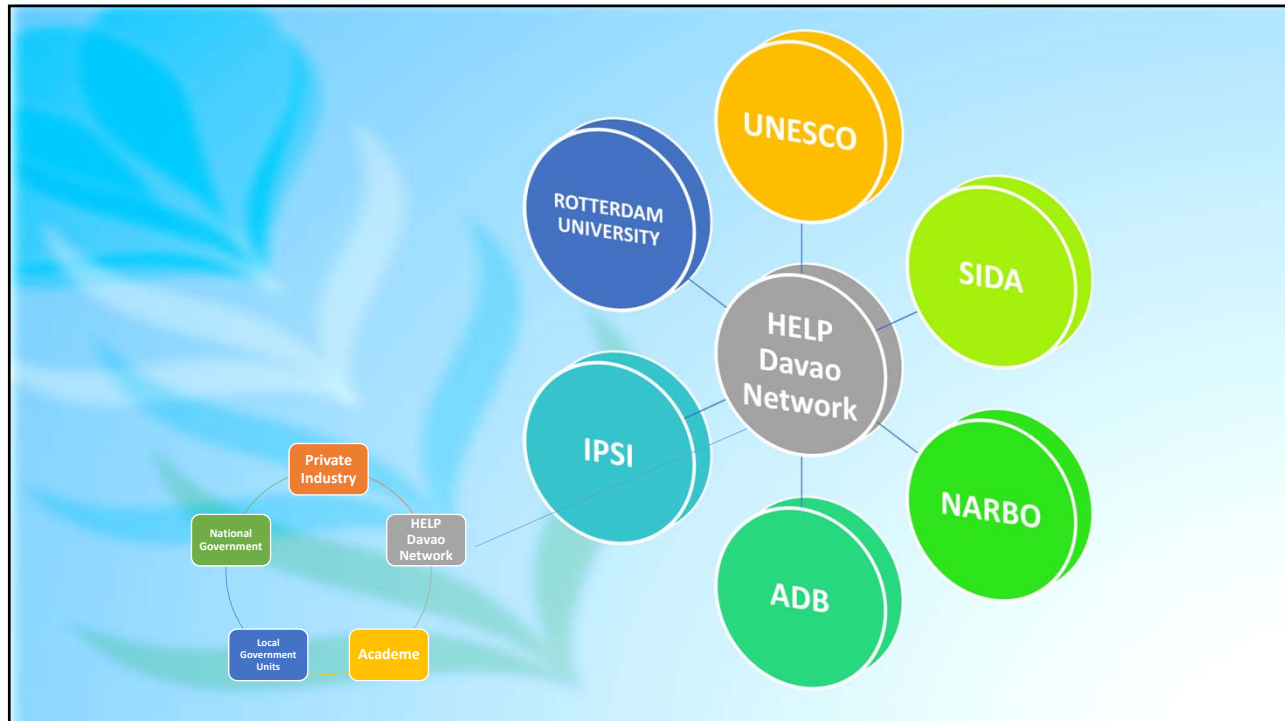 UNESCO
ROTTERDAM
UNIVERSITY
SIDA
HELP
Davao
Network
IPSI
NARBO
ADB
Private
Industry
National
Government
HELP
Davao
Network
Local
Government
Units
Academe